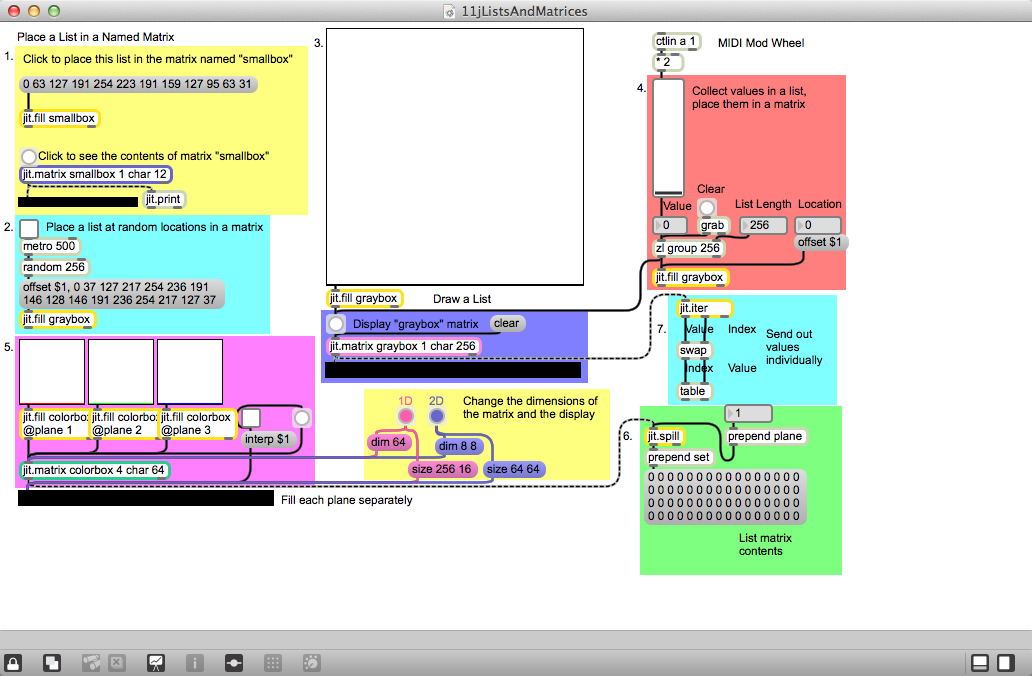 11jListsAndMatrices
Place a List in a Named Matrix
1.
Click to place this list in the matrix named "smallbox"
0 63 127 191 254 223 191 159 127 95 63 31
jit.fill smallbox
Click to see the contents of matrix "smallbox"
jit.matrix smallbox 1 char 12
jit.print
2.
Place a list at random locations in a matrix
metro 500
random 256
offset $1, 0 37 127 217 254 236 191
146 128 146 191 236 254 217 127 37
jit.fill graybox
3.
jit.fill graybox
Draw a List
Display "graybox" matrix
clear
jit.matrix graybox 1 char 256
ctlin a 1
MIDI Mod Wheel
* 2
4.
Collect values in a list,
place them in a matrix
Clear
Value
List Length
Location
0
grab
256
0
zl group 256
offset $1
jit.fill graybox
5.
jit.fill colorbo
@plane 1
jit.fill colorbo
@plane 2
jit.fill colorbox
@plane 3
interp $1
jit.matrix colorbox 4 char 64
Fill each plane separately
1D
2D
Change the dimensions of
the matrix and the display
dim 64
dim 8 8
size 256 16
size 64 64
7.
jit.iter
Value
Index
swap
Index
Value
table
Send out
values
individually
6.
1
jit.spill
prepend plane
prepend set
0 0 0 0 0 0 0 0 0 0 0 0 0 0 0 0
0 0 0 0 0 0 0 0 0 0 0 0 0 0 0 0
0 0 0 0 0 0 0 0 0 0 0 0 0 0 0 0
0 0 0 0 0 0 0 0 0 0 0 0 0 0 0 0
List matrix
contents